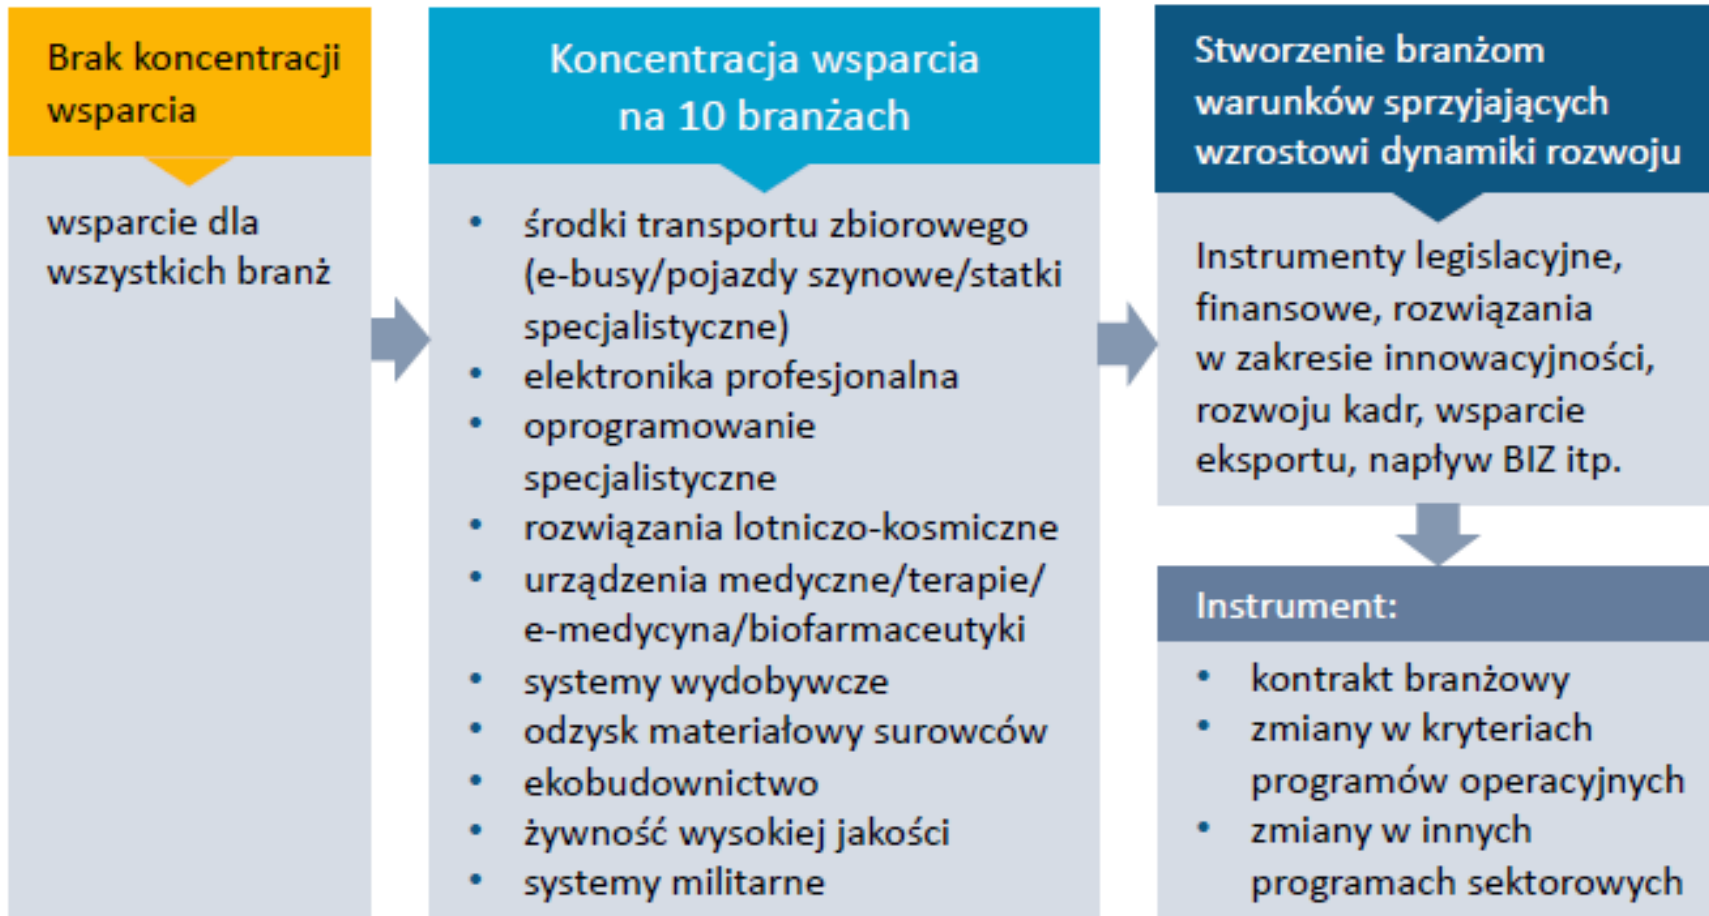 Brak koncentracji
wsparcia
wsparcie dla
wszystkich branż
Koncentracja wsparcia
na 10 branżach
• środki transportu zbiorowego
(e-busy/pojazdy szynowe/statki
specjalistyczne)
• elektronika profesjonalna
• oprogramowanie
specjalistyczne
• rozwiązania lotniczo-kosmiczne
• urządzenia medyczne/terapie/
e-medycyna/biofarmaceutyki
• systemy wydobywcze
• odzysk materiałowy surowców
• ekobudownictwo
• żywność wysokiej jakości
• systemy militarne
Stworzenie branżom
warunków sprzyjających
wzrostowi dynamiki rozwoju
Instrumenty legislacyjne,
finansowe, rozwiązania
w zakresie innowacyjności,
rozwoju kadr, wsparcie
eksportu, napływ BIZ itp.
Instrument:
• kontrakt branżowy
• zmiany w kryteriach
programów operacyjnych
• zmiany w innych
programach sektorowych